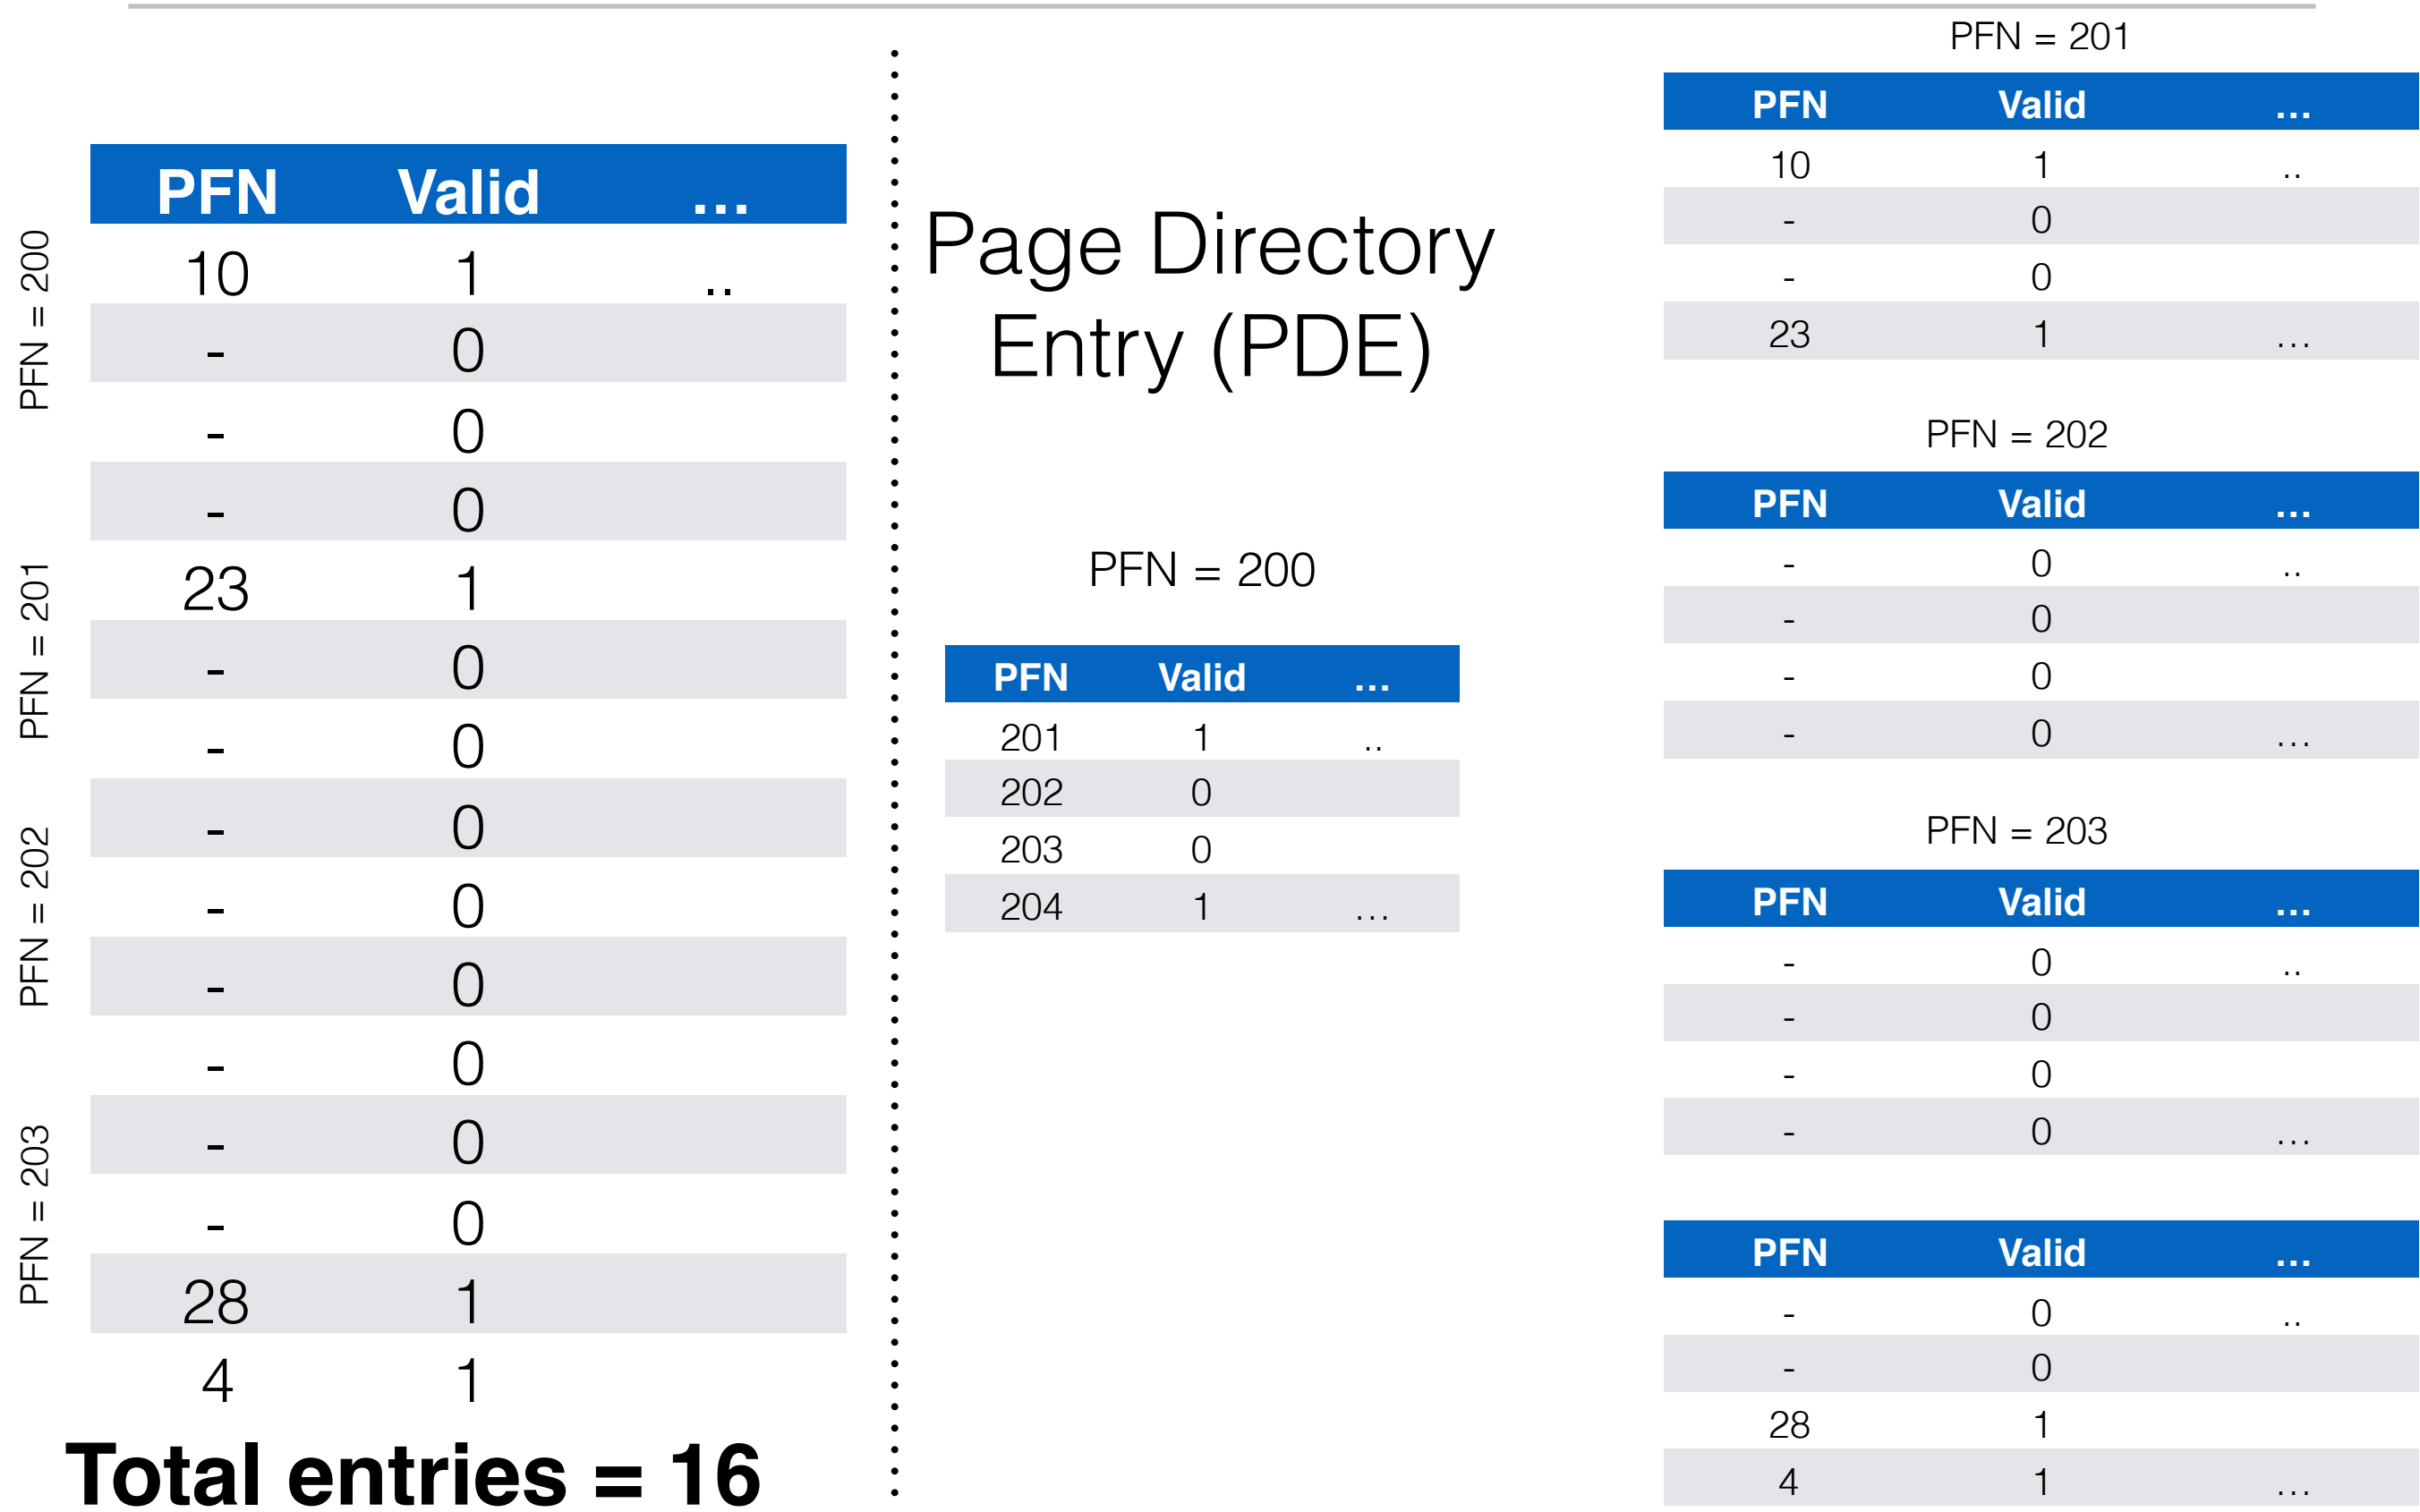 PFN Valid ...
10 1 ..
- 0
- 0
- 0
23 1
- 0
- 0
- 0
- 0
- 0
- 0
- 0
- 0
28 1
4 1
Total entries = 16
PFN = 200
PFN = 201
PFN = 202
PFN = 203
Page Directory
Entry (PDE)
PFN = 200
PFN Valid ...
201 1 ..
202 0
203 0
204 1 ...
PFN = 201
PFN Valid ...
10 1 ..
- 0
- 0
23 1 ...
PFN = 202
PFN Valid ...
- 0 ..
- 0
- 0
- 0 ...
PFN = 203
PFN Valid ...
- 0 ..
- 0
- 0
- 0 ...
PFN Valid ...
- 0 ..
- 0
28 1
4 1 ...